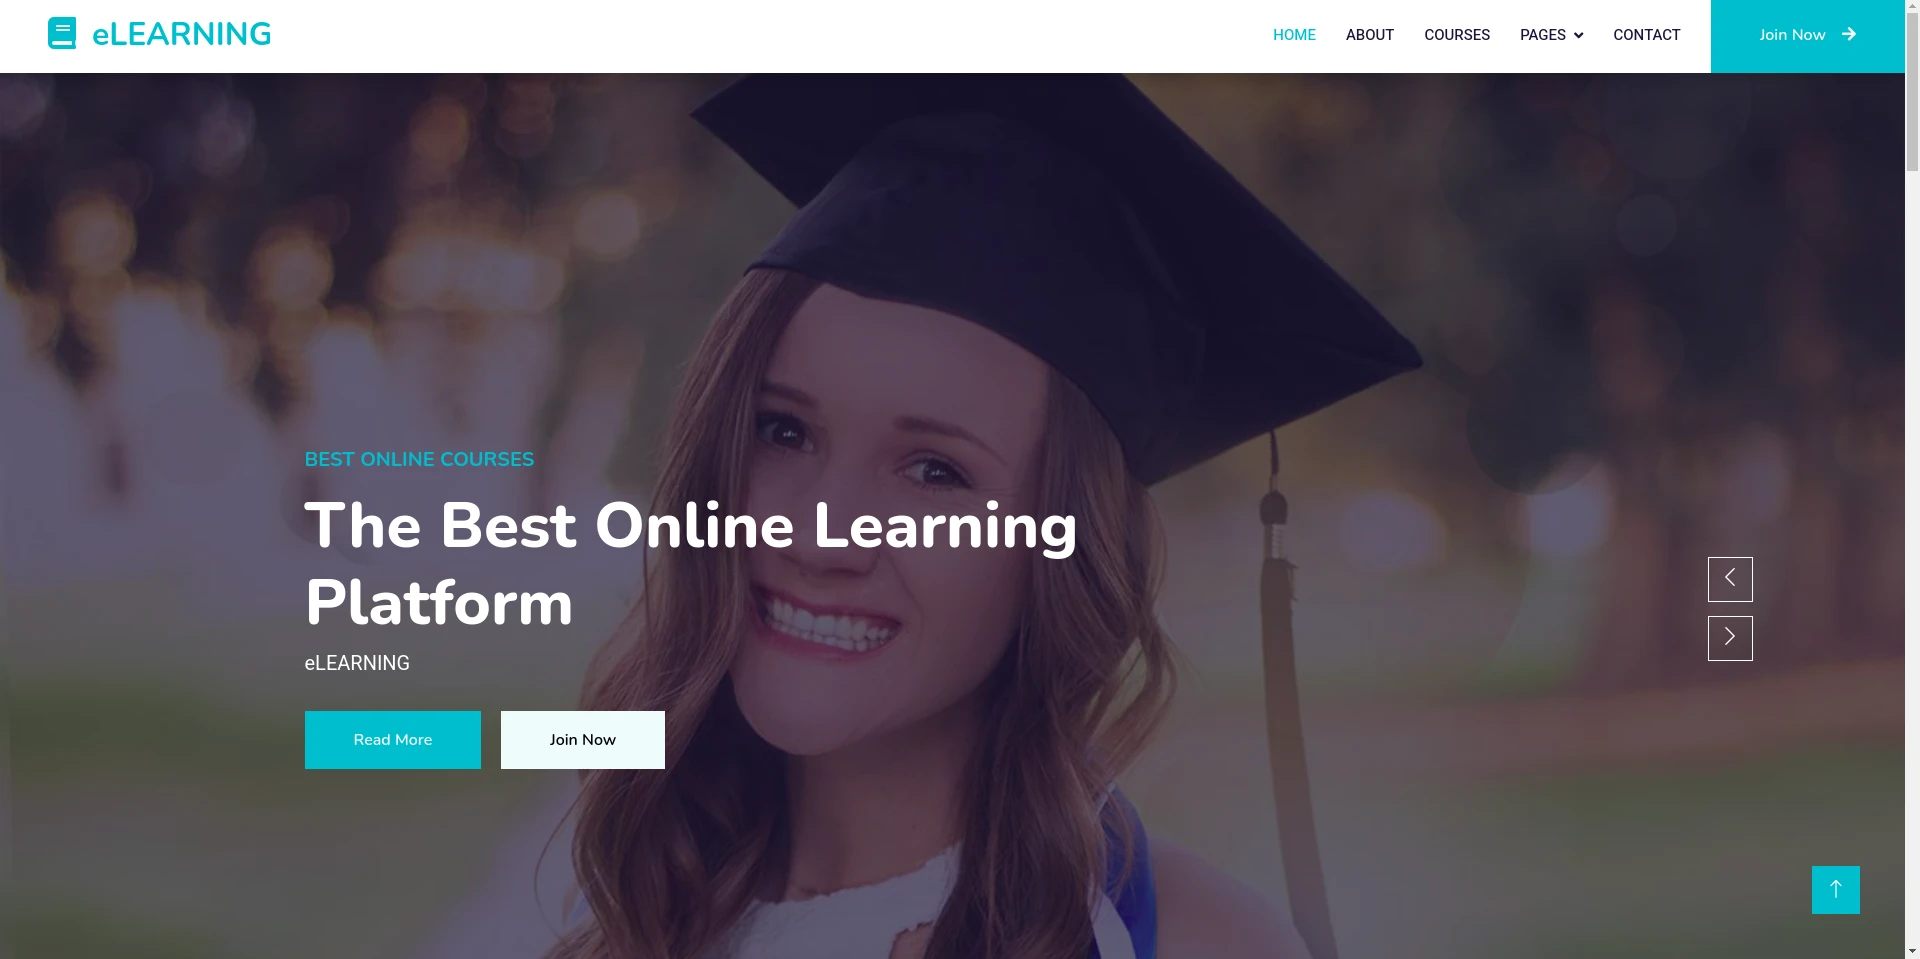 eLEARNING
HOME
ABOUT
COURSES
PAGES
CONTACT
Join Now
BEST ONLINE COURSES
The Best Online Learning
Platform
eLEARNING
Read More
Join Now